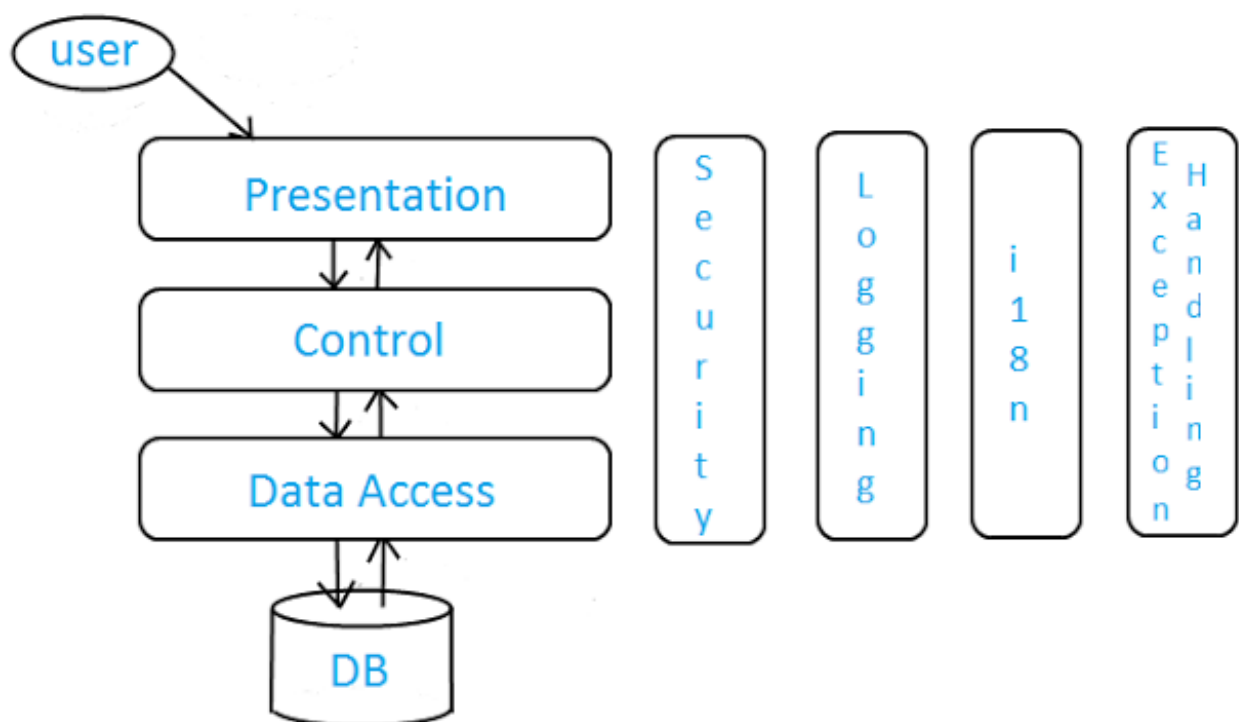 user
Presentation
Control
Data Access
DB
Security
Logging
i18n
Exception
Handling